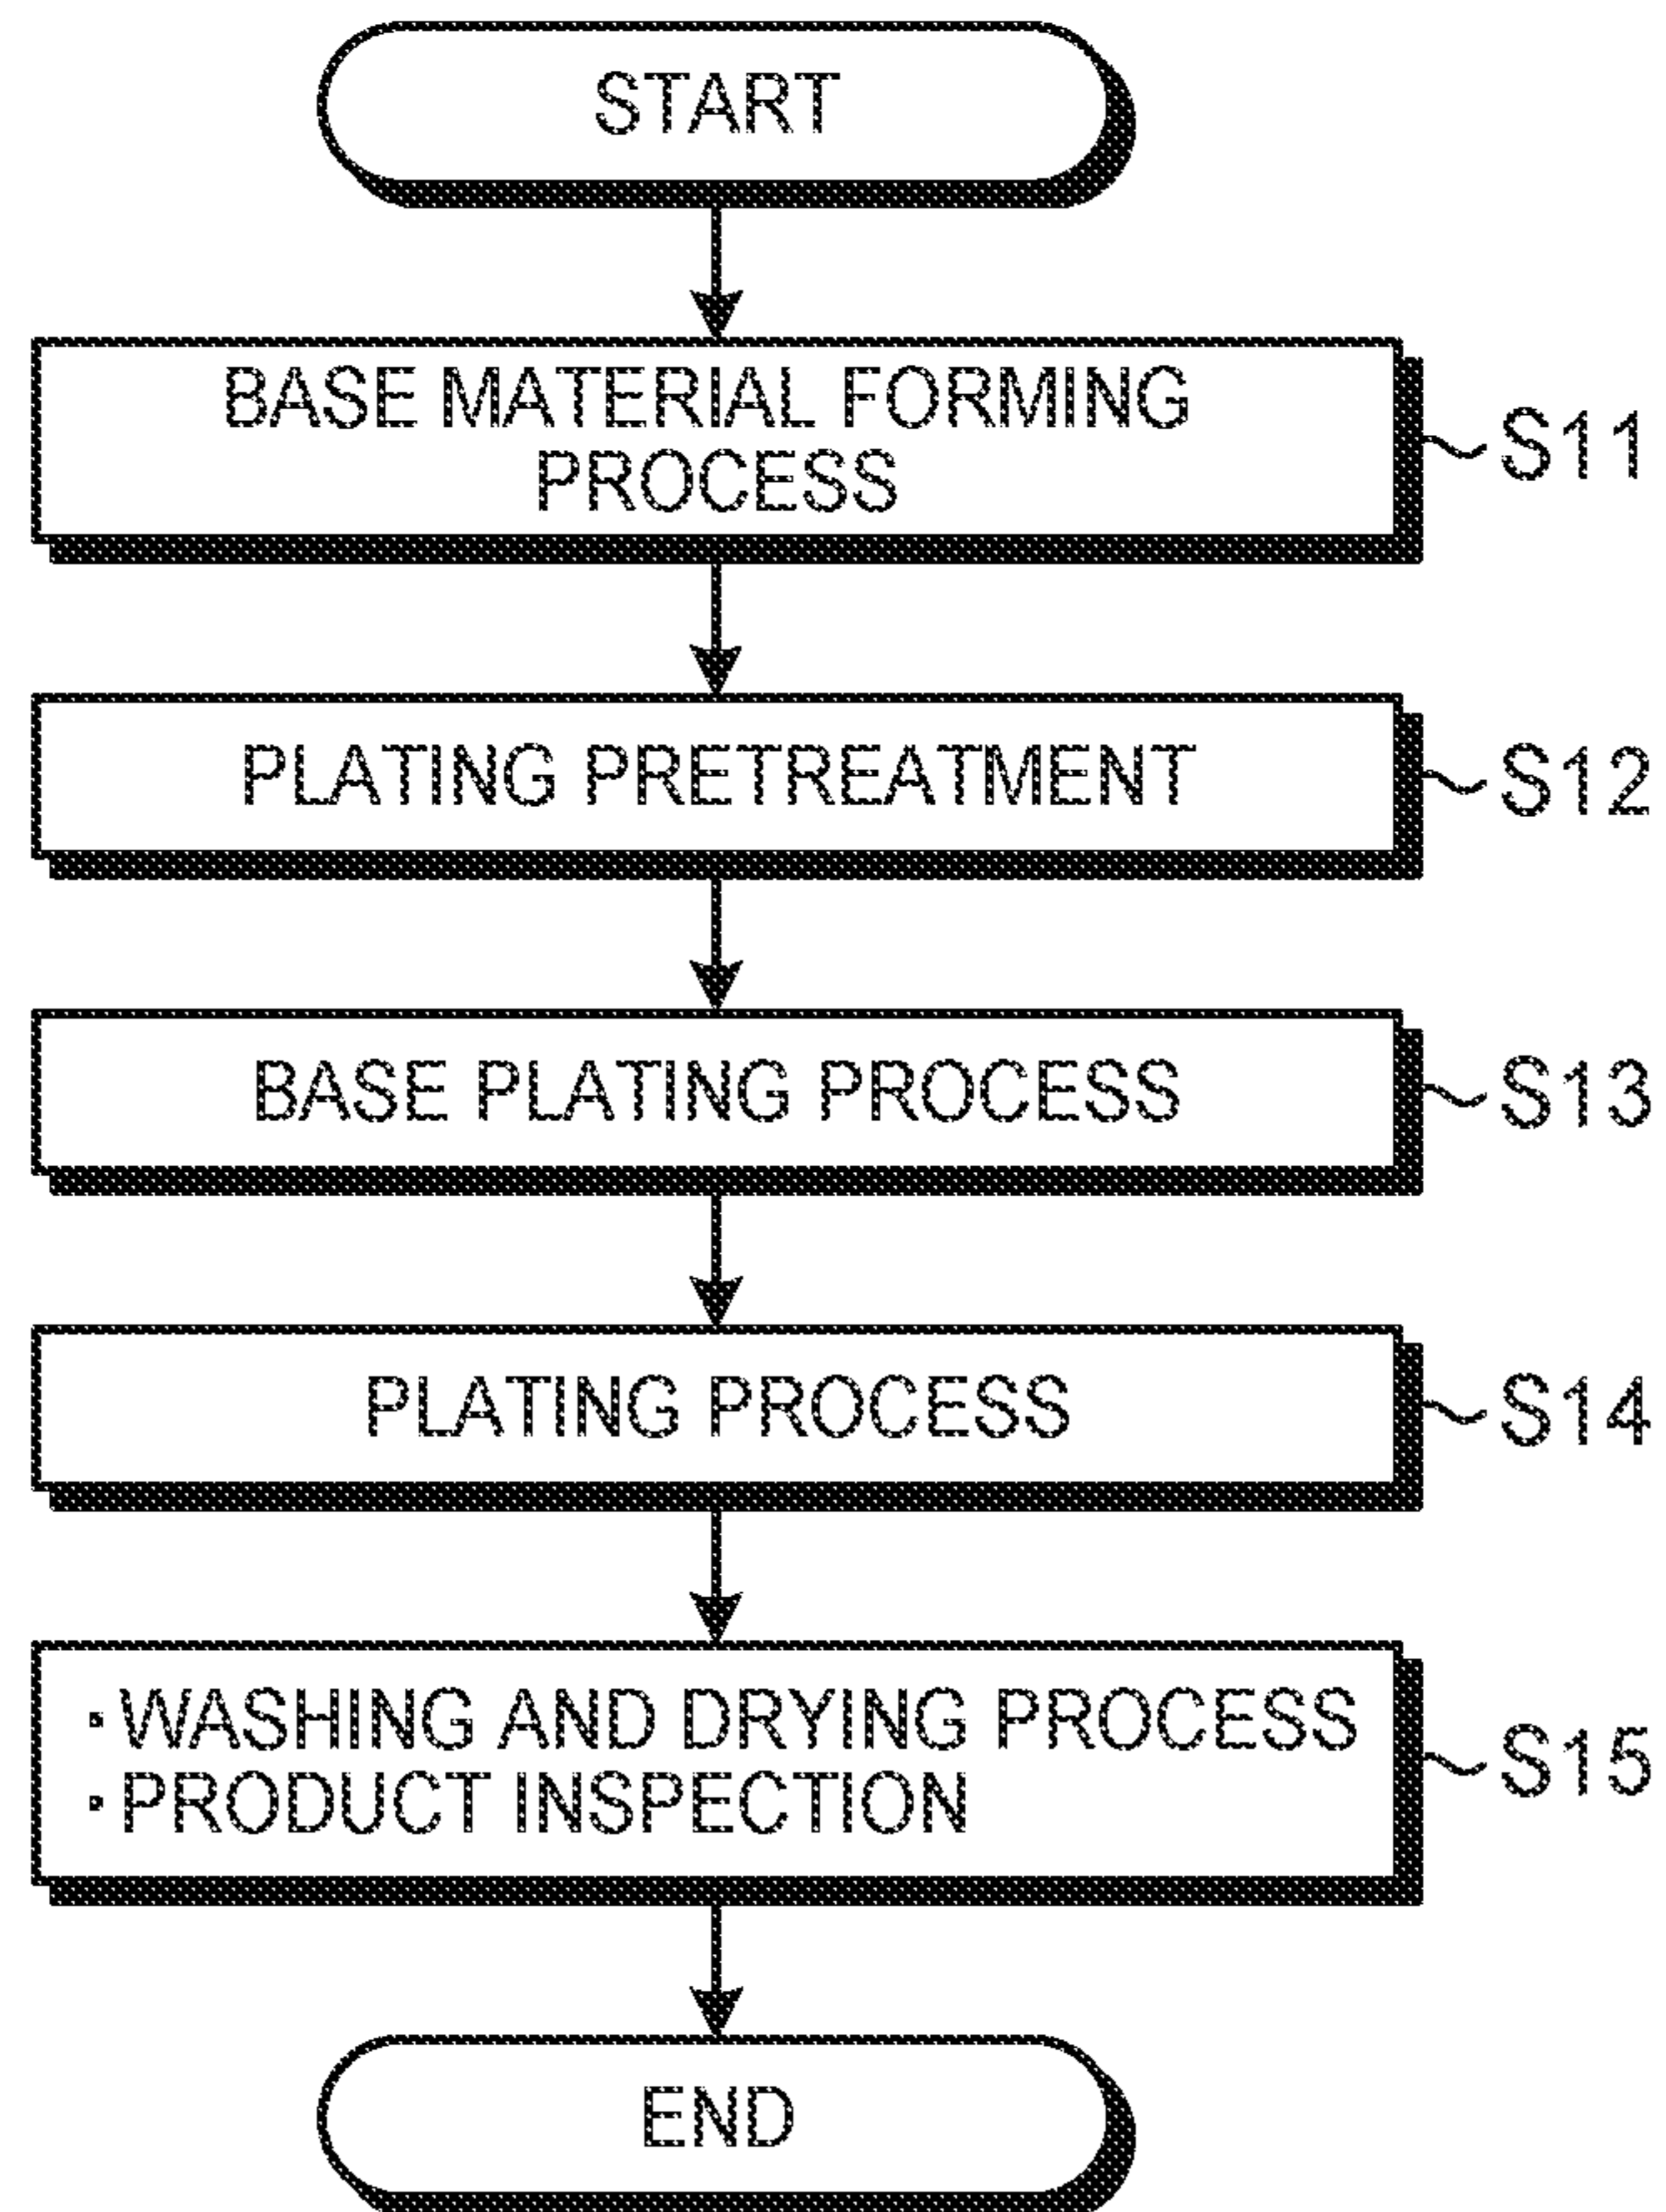 START
BASE MATERIAL FORMING
PROCESS
S11
PLATING PRETREATMENT
S12
BASE PLATING PROCESS
S13
PLATING PROCESS
S14
・WASHING AND DRYING PROCESS
・PRODUCT INSPECTION
S15
END